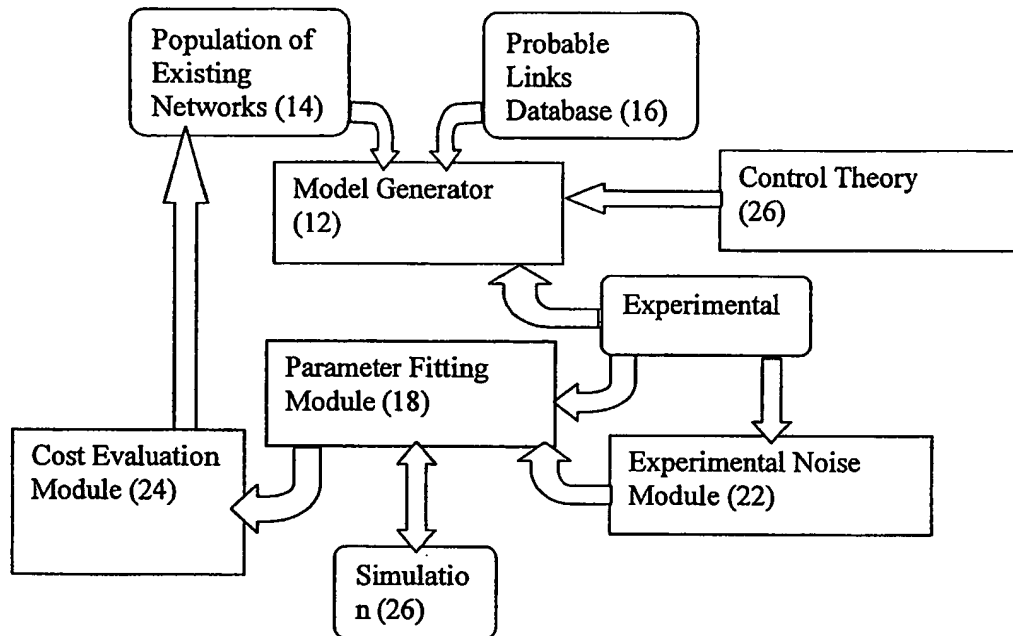 Population of
Existing
Networks (14)
Probable
Links
Database (16)
Model Generator
(12)
Control Theory
(26)
Experimental
Parameter Fitting
Module (18)
Cost Evaluation
Module (24)
Experimental Noise
Module (22)
Simulatio
n (26)